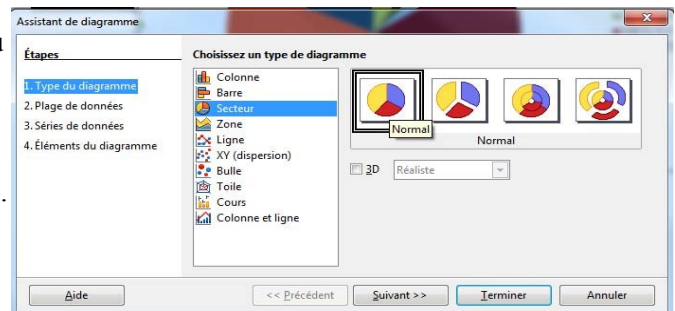 Assistant de diagramme
Étapes
1. Type du diagramme
2. Plage de données
3. Séries de données
4. Éléments du diagramme
Choisissez un type de diagramme
Colonne
Barre
Secteur
Zone
Ligne
XY (dispersion)
Bulle
Toile
Cours
Colonne et ligne
Normal
Normal
3D
Réaliste
Aide
<< Précédent
Suivant >>
Terminer
Annuler